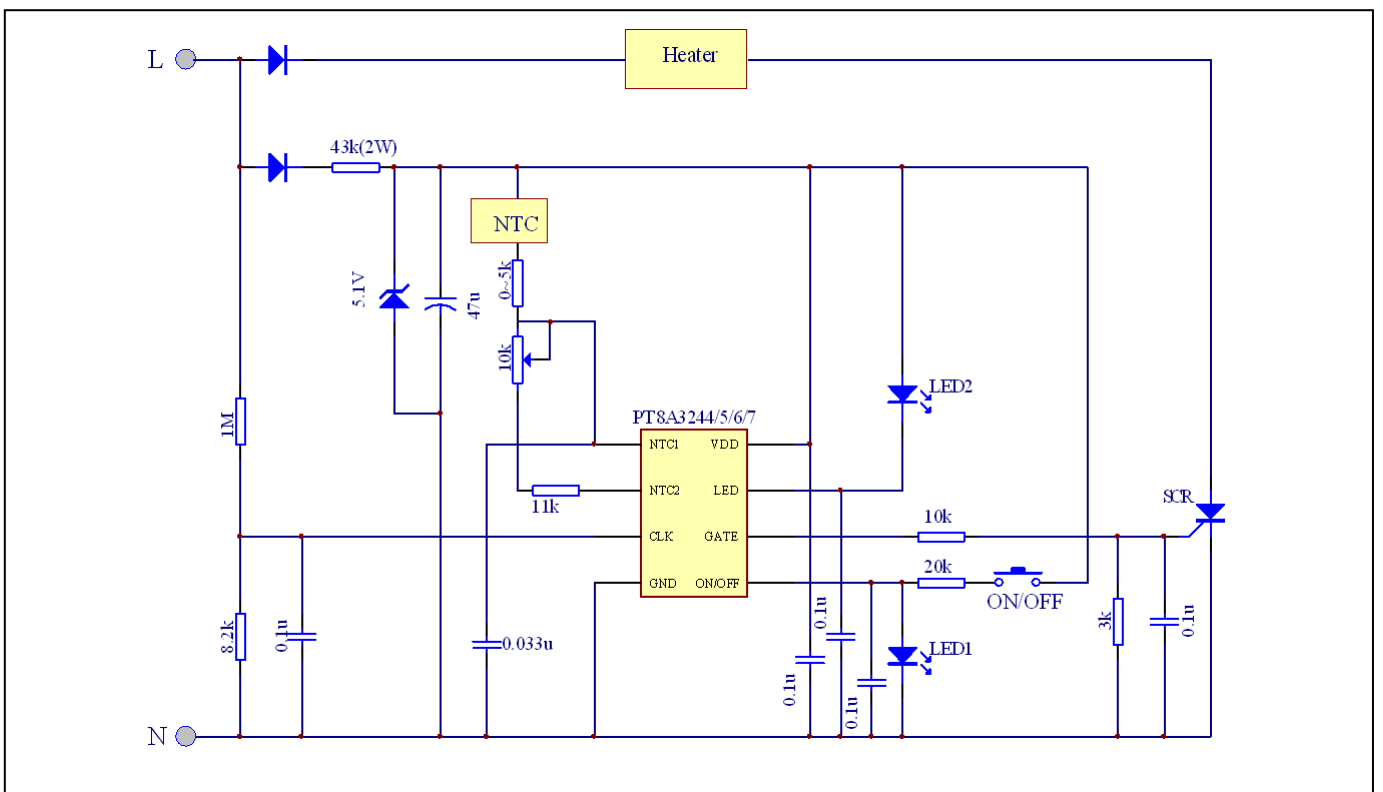 L
Heater
43k(2W)
NTC
5.1V
47u
0~5k
10k
1M
LED2
PT8A3244/5/6/7
NTC1
VDD
NTC2
LED
11k
SCR
CLK
GATE
10k
GND
ON/OFF
20k
ON/OFF
8.2k
0.1u
0.033u
0.1u
0.1u
0.1u
LED1
3k
0.1u
N